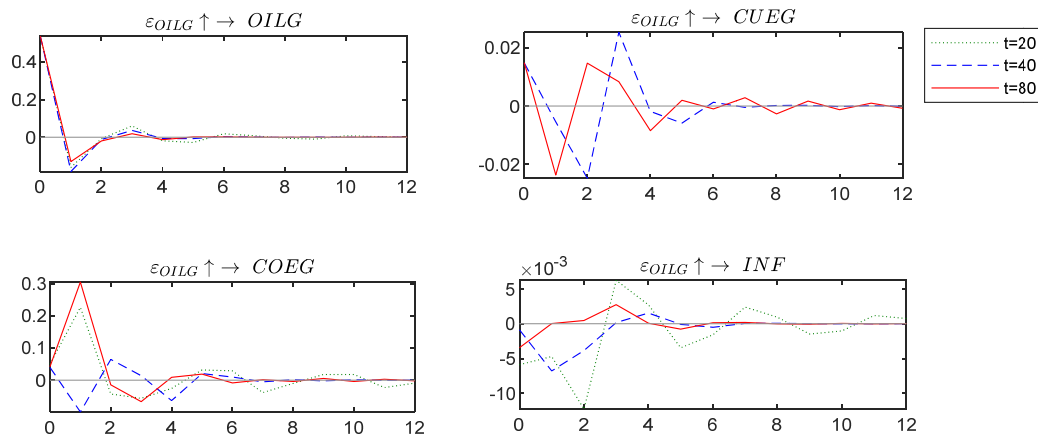 ε_OILG ↑ → OILG
0.4
0.2
0
0 2 4 6 8 10 12
ε_OILG ↑ → CUEG
0.02
0
-0.02
0 2 4 6 8 10 12
t=20
t=40
t=80
ε_OILG ↑ → COEG
0.3
0.2
0.1
0
0 2 4 6 8 10 12
ε_OILG ↑ → INF
×10⁻³
5
0
-5
-10
0 2 4 6 8 10 12